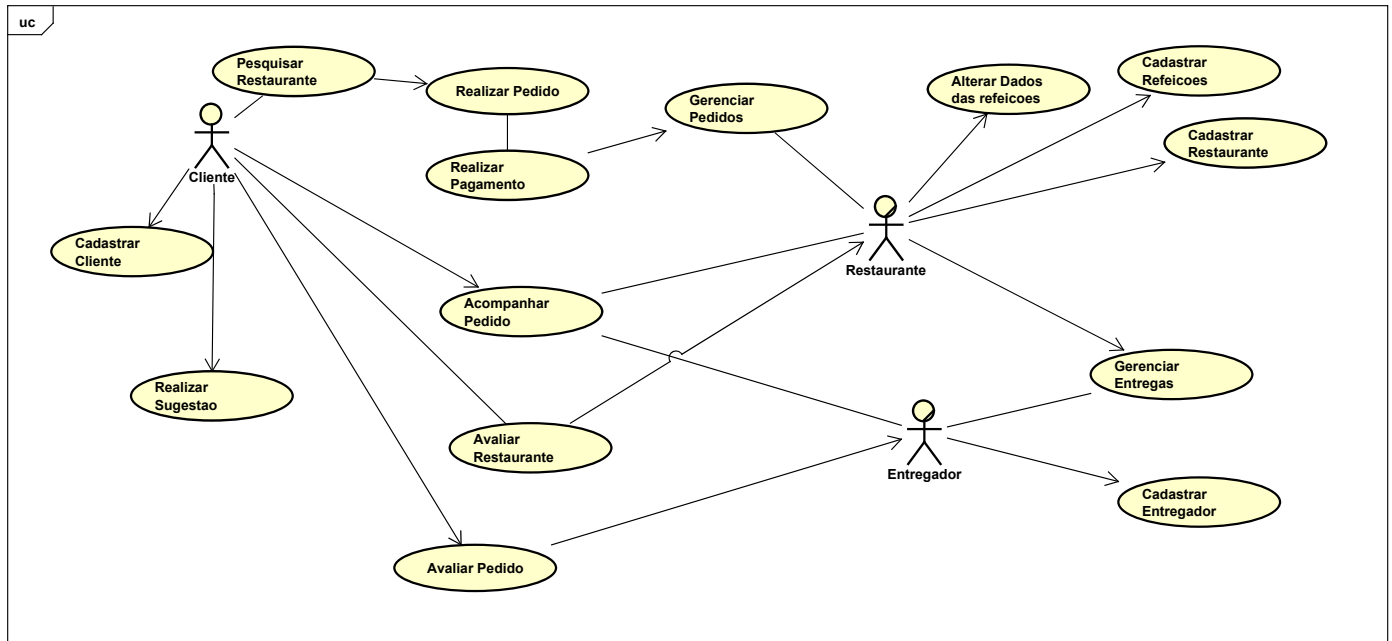 uc
Pesquisar
Restaurante
Realizar Pedido
Gerenciar
Pedidos
Alterar Dados
das refeicoes
Cadastrar
Refeicoes
Cadastrar
Restaurante
Realizar
Pagamento
Cliente
Cadastrar
Cliente
Restaurante
Acompanhar
Pedido
Gerenciar
Entregas
Realizar
Sugestao
Avaliar
Restaurante
Entregador
Cadastrar
Entregador
Avaliar Pedido